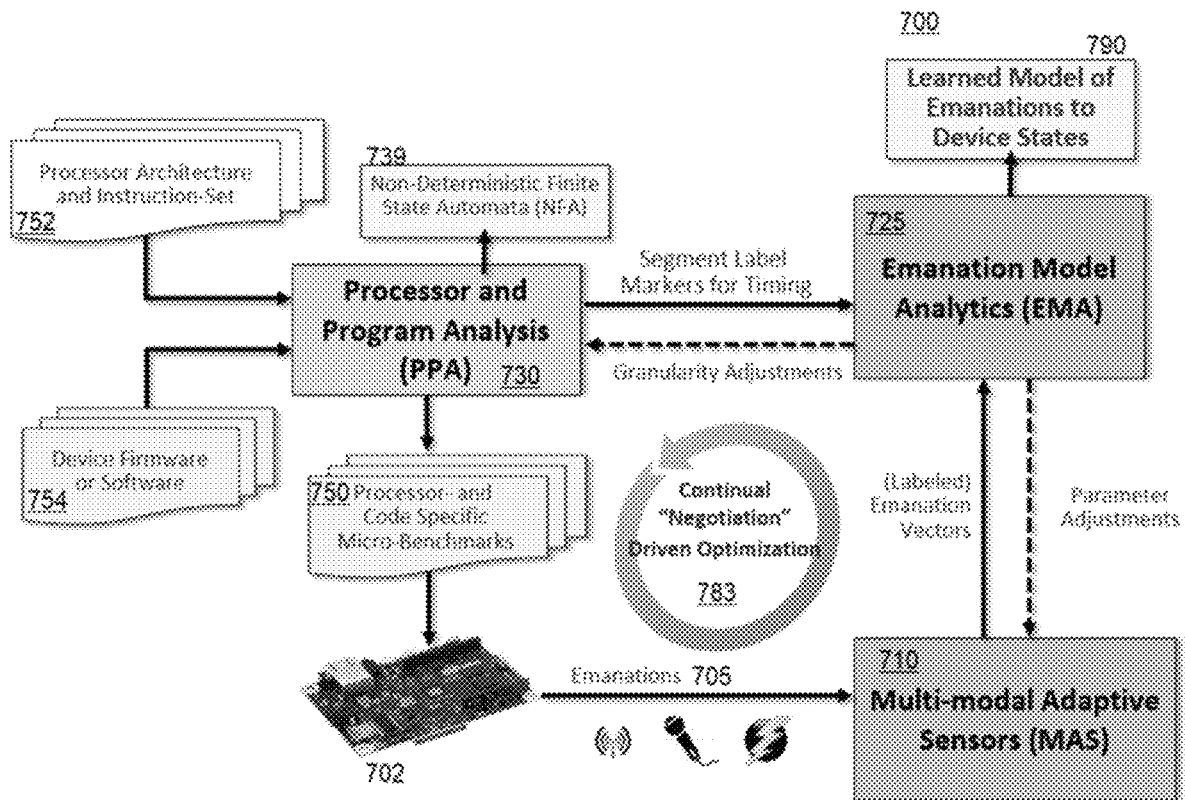 700
790
Learned Model of
Emanations to
Device States
Processor Architecture
and Instruction-Set
752
739
Non-Deterministic Finite
State Automata (NFA)
725
Emanation Model
Analytics (EMA)
Segment Label
Markers for Timing
Processor and
Program Analysis
(PPA)
730
Granularity Adjustments
Device Firmware
or Software
754
750
Processor- and
Code Specific
Micro-Benchmarks
Continual
"Negotiation"
Driven Optimization
763
(Labeled)
Emanation
Vectors
Parameter
Adjustments
702
Emanations 705
710
Multi-modal Adaptive
Sensors (MAS)